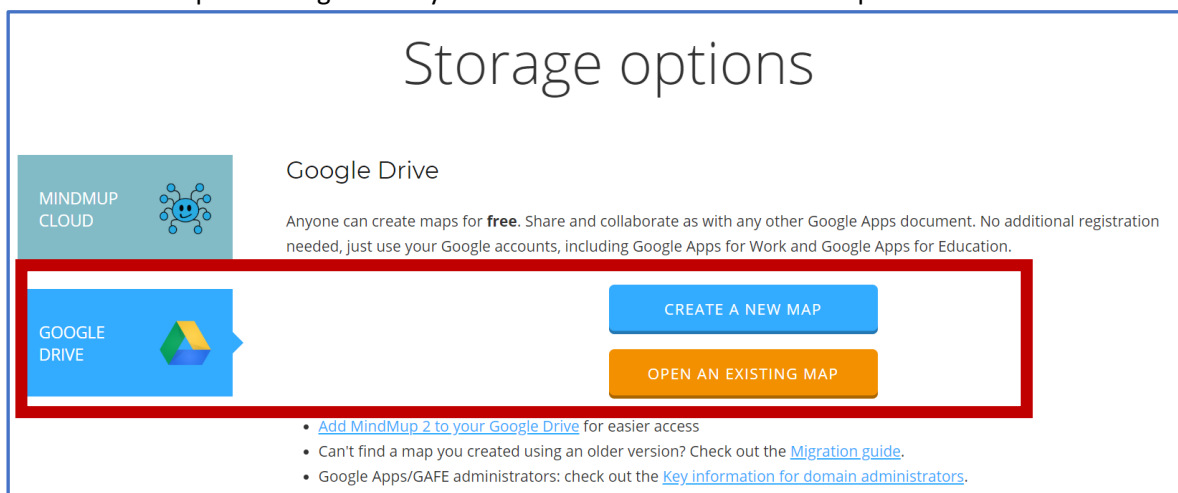 Storage options
MINDMUP
CLOUD
Google Drive
Anyone can create maps for free. Share and collaborate as with any other Google Apps document. No additional registration
needed, just use your Google accounts, including Google Apps for Work and Google Apps for Education.
GOOGLE
DRIVE
CREATE A NEW MAP
OPEN AN EXISTING MAP
• Add MindMup 2 to your Google Drive for easier access
• Can't find a map you created using an older version? Check out the Migration guide.
• Google Apps/GAFE administrators: check out the Key information for domain administrators.